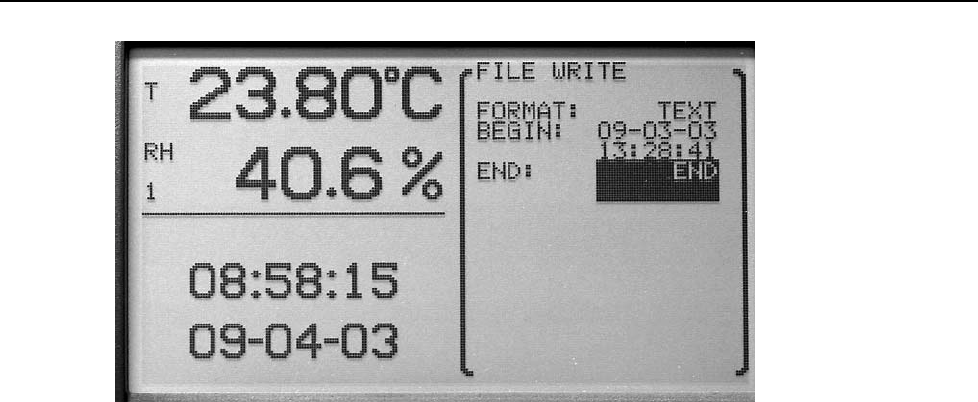 T 23.80°C
RH 40.6 %
1
08:58:15
09-04-03
FILE WRITE
FORMAT: TEXT
BEGIN: 09-03-03
13:28:41
END: END